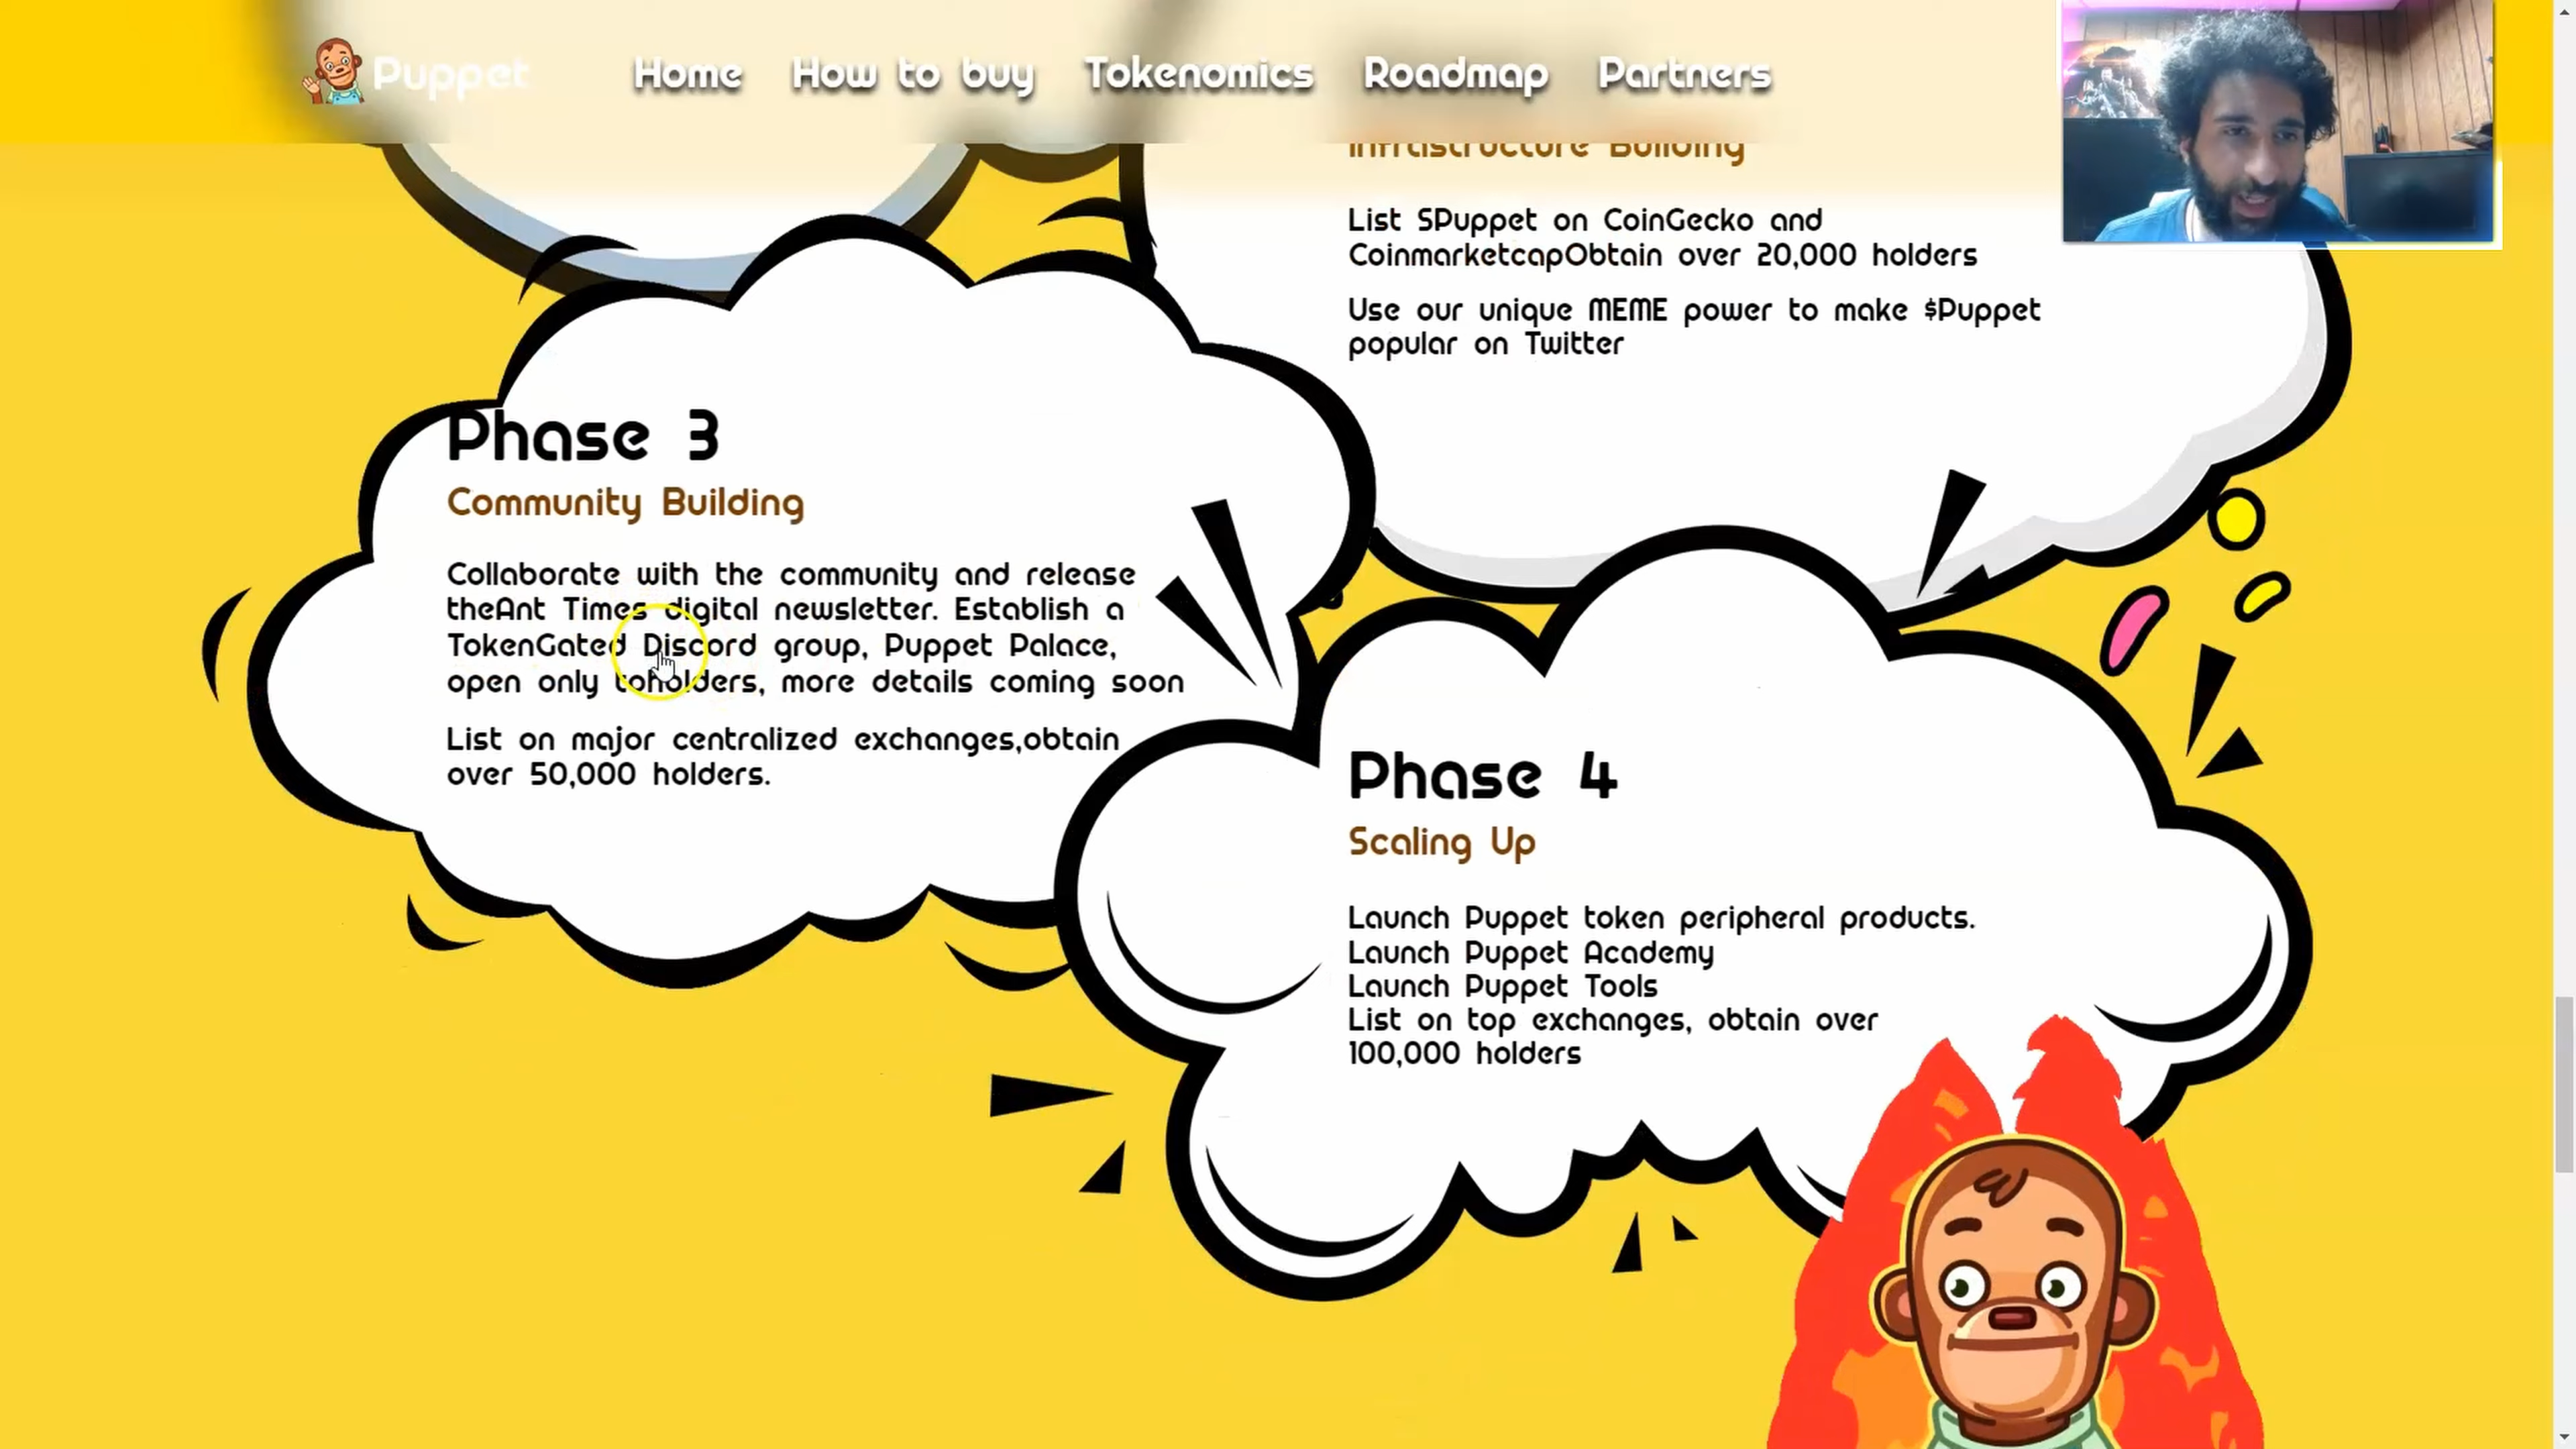 Puppet
Home
How to buy
Tokenomics
Roadmap
Partners
Infrastructure Building
List SPuppet on CoinGecko and
CoinmarketcapObtain over 20,000 holders
Use our unique MEME power to make $Puppet
popular on Twitter
Phase 3
Community Building
Collaborate with the community and release
theAnt Times digital newsletter. Establish a
TokenGated Discord group, Puppet Palace,
open only toholders, more details coming soon
List on major centralized exchanges,obtain
over 50,000 holders.
Phase 4
Scaling Up
Launch Puppet token peripheral products.
Launch Puppet Academy
Launch Puppet Tools
List on top exchanges, obtain over
100,000 holders